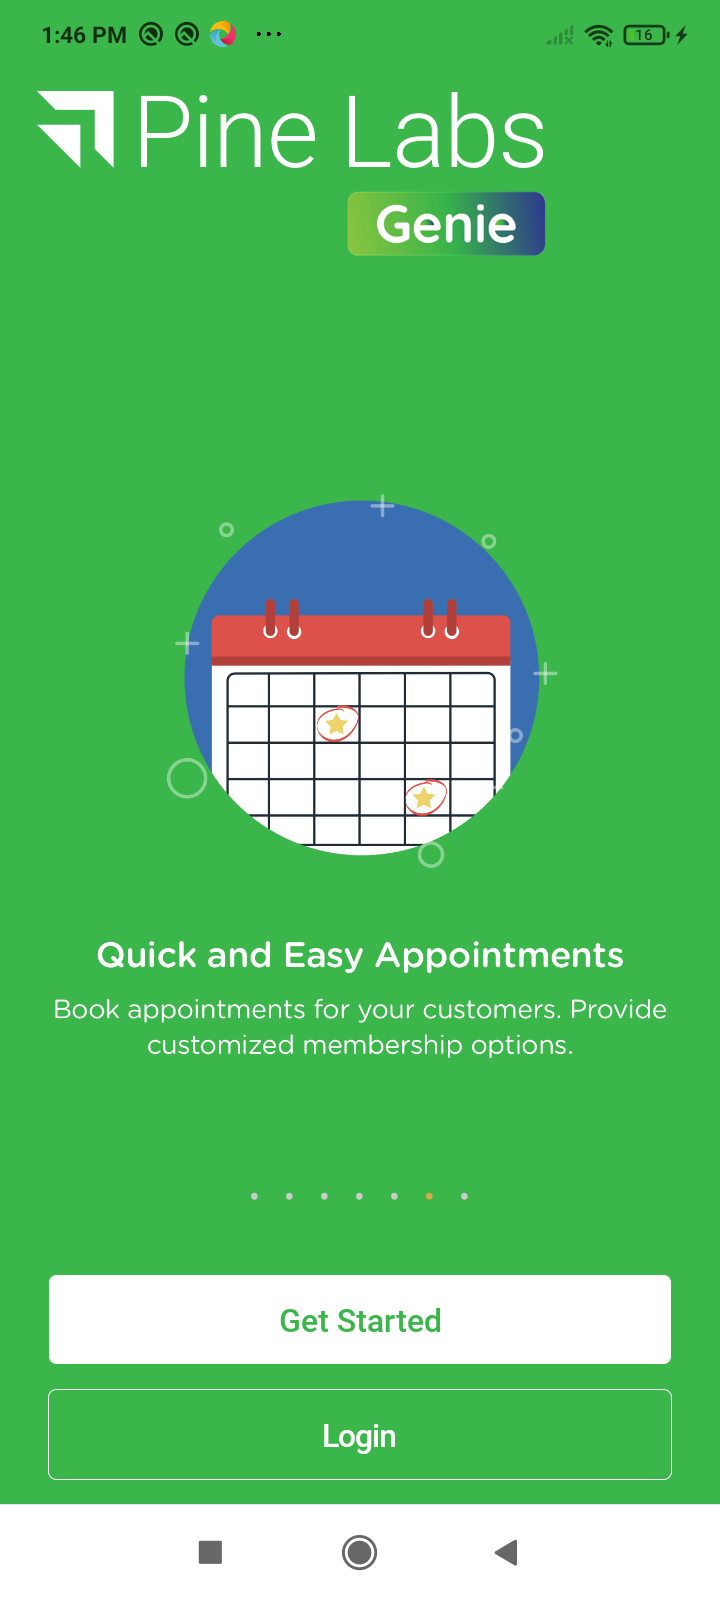 1:46 PM
16
Pine Labs
Genie
Quick and Easy Appointments
Book appointments for your customers. Provide
customized membership options.
Get Started
Login